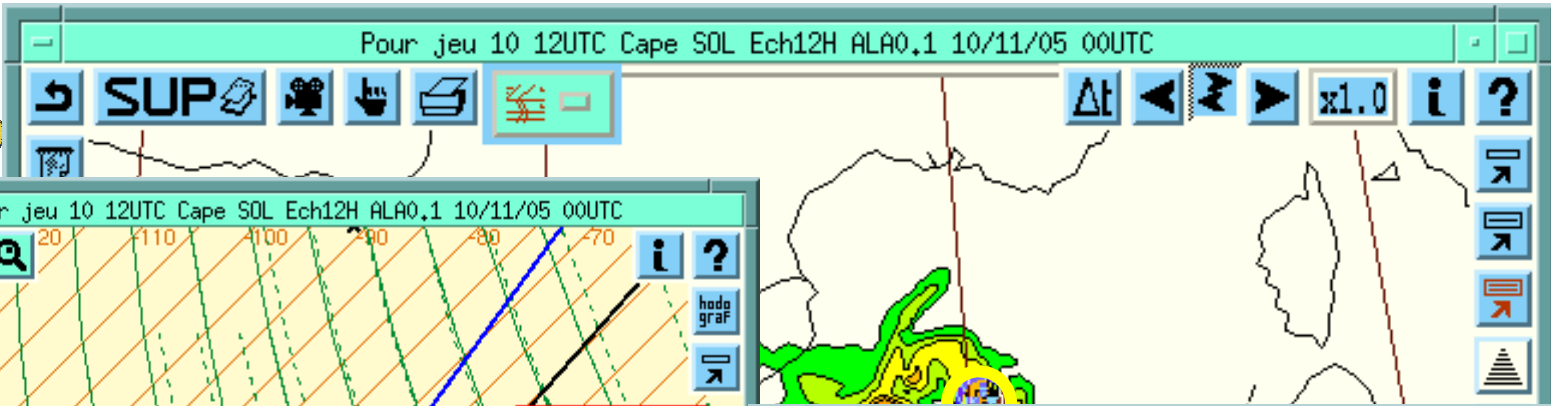 Pour jeu 10 12UTC Cape SOL Ech12H ALA0.1 10/11/05 00UTC
SUP Δt x1.0 i ?
r jeu 10 12UTC Cape SOL Ech12H ALA0.1 10/11/05 00UTC
20 -110 -100 -90 -80 -70 i ?
hodo
graf